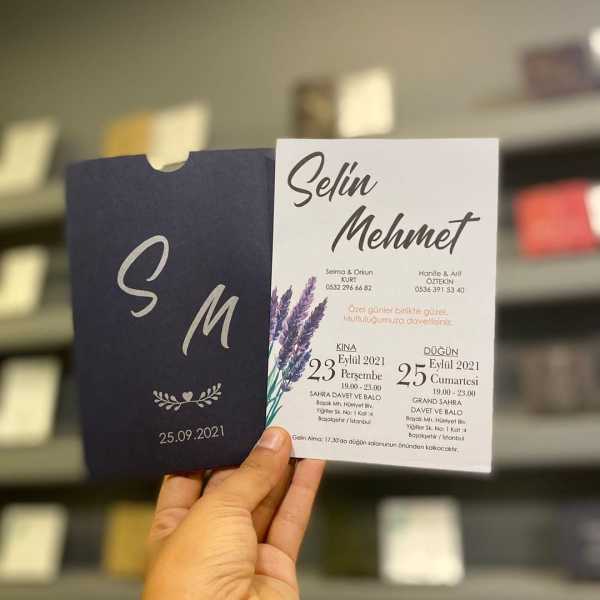 S
M
25.09.2021
Selin
Mehmet
Selma & Orkun
KURT
0532 296 66 82
Hanife & Arif
ÖZTEKİN
0536 391 53 40
Özel günler birlikte güzel,
Mutluluğumuza davetlisiniz.
KINA
23 Eylül 2021
Perşembe
19.00 - 23.00
SAHRA
DAVET VE BALO
Başak Mh. Hürriyet Blv.
Yiğitler Sk. No: 1 Kat :4
Başakşehir / İstanbul
DÜĞÜN
25 Eylül 2021
Cumartesi
19.00 - 23.00
GRAND SAHRA
DAVET VE BALO
Başak Mh. Hürriyet Blv.
Yiğitler Sk. No: 1 Kat :4
Başakşehir / İstanbul
Gelin Alma: 17.30'da düğün salonunun önünden kalkacaktır.